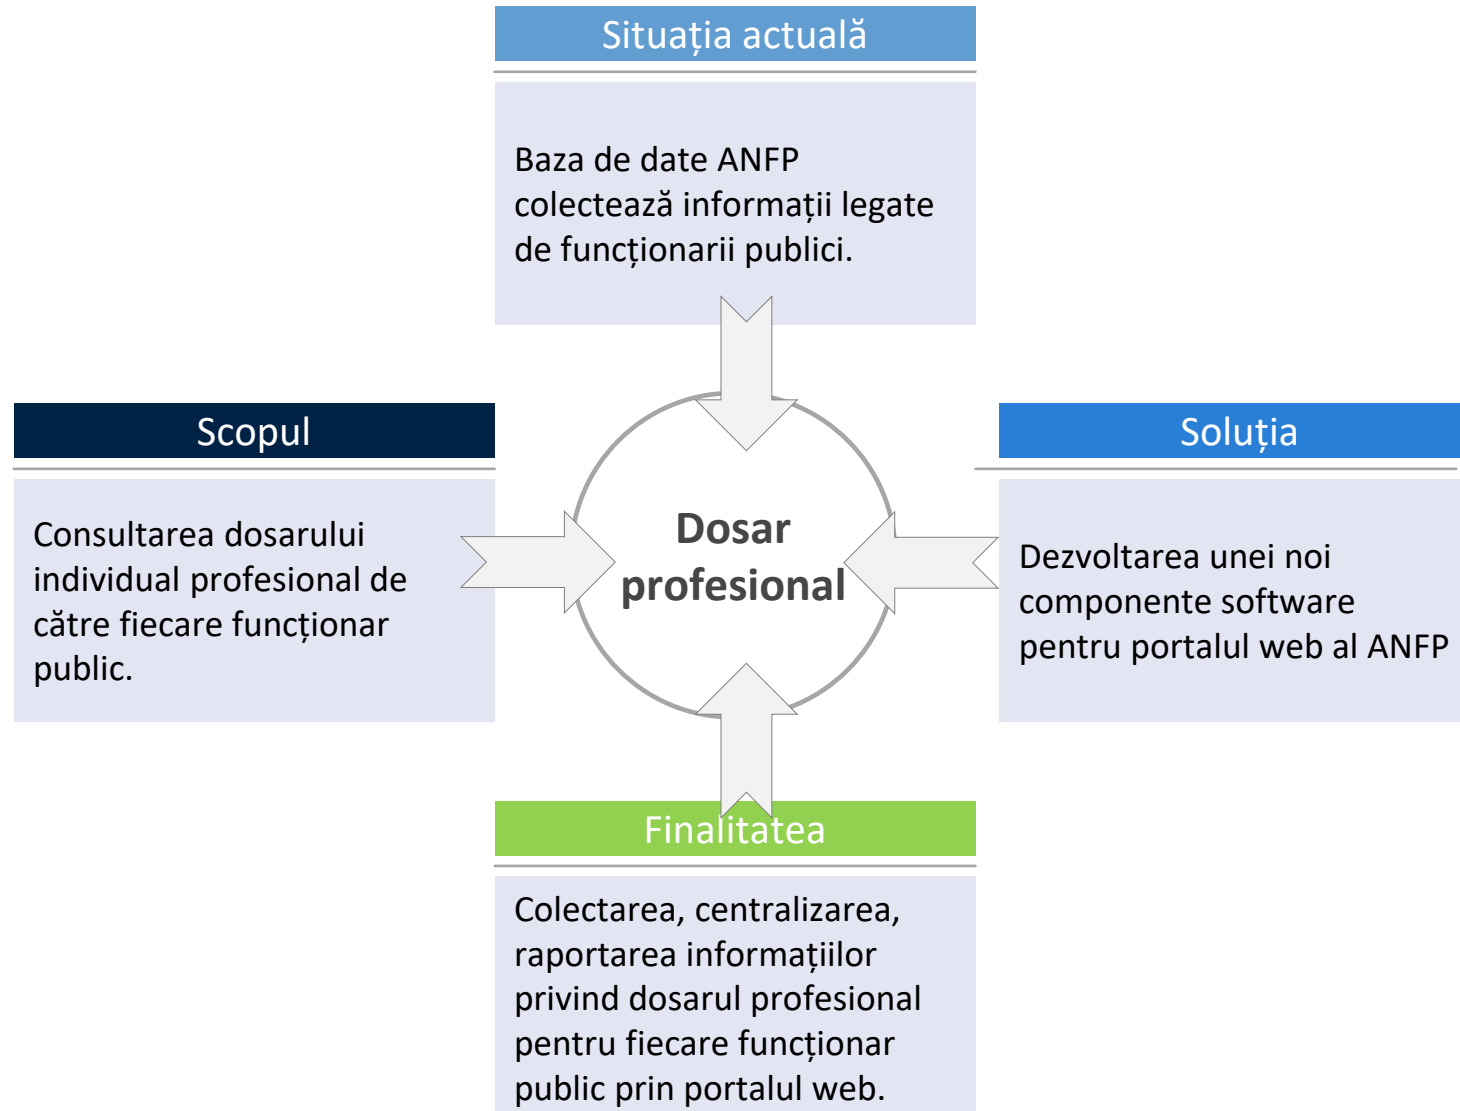 Situația actuală
Baza de date ANFP
colectează informații legate
de funcționarii publici.
Scopul
Consultarea dosarului
individual profesional de
către fiecare funcționar
public.
Dosar
profesional
Soluția
Dezvoltarea unei noi
componente software
pentru portalul web al ANFP
Finalitatea
Colectarea, centralizarea,
raportarea informațiilor
privind dosarul profesional
pentru fiecare funcționar
public prin portalul web.